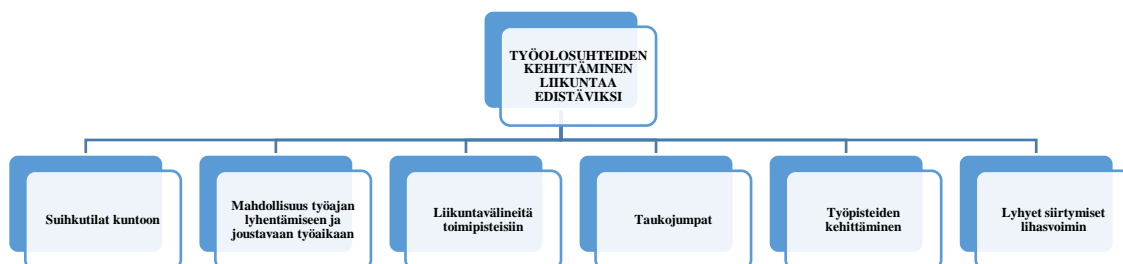 TYÖOLOSUHTEIDEN
KEHITTÄMINEN
LIIKUNTAA
EDISTÄVIKSI
Suihkutilat kuntoon
Mahdollisuus työajan
lyhentämiseen ja
joustavaan työaikaan
Liikuntavälineitä
toimipisteisiin
Taukojumpat
Työpisteiden
kehittäminen
Lyhyet siirtymiset
lihasvoimin